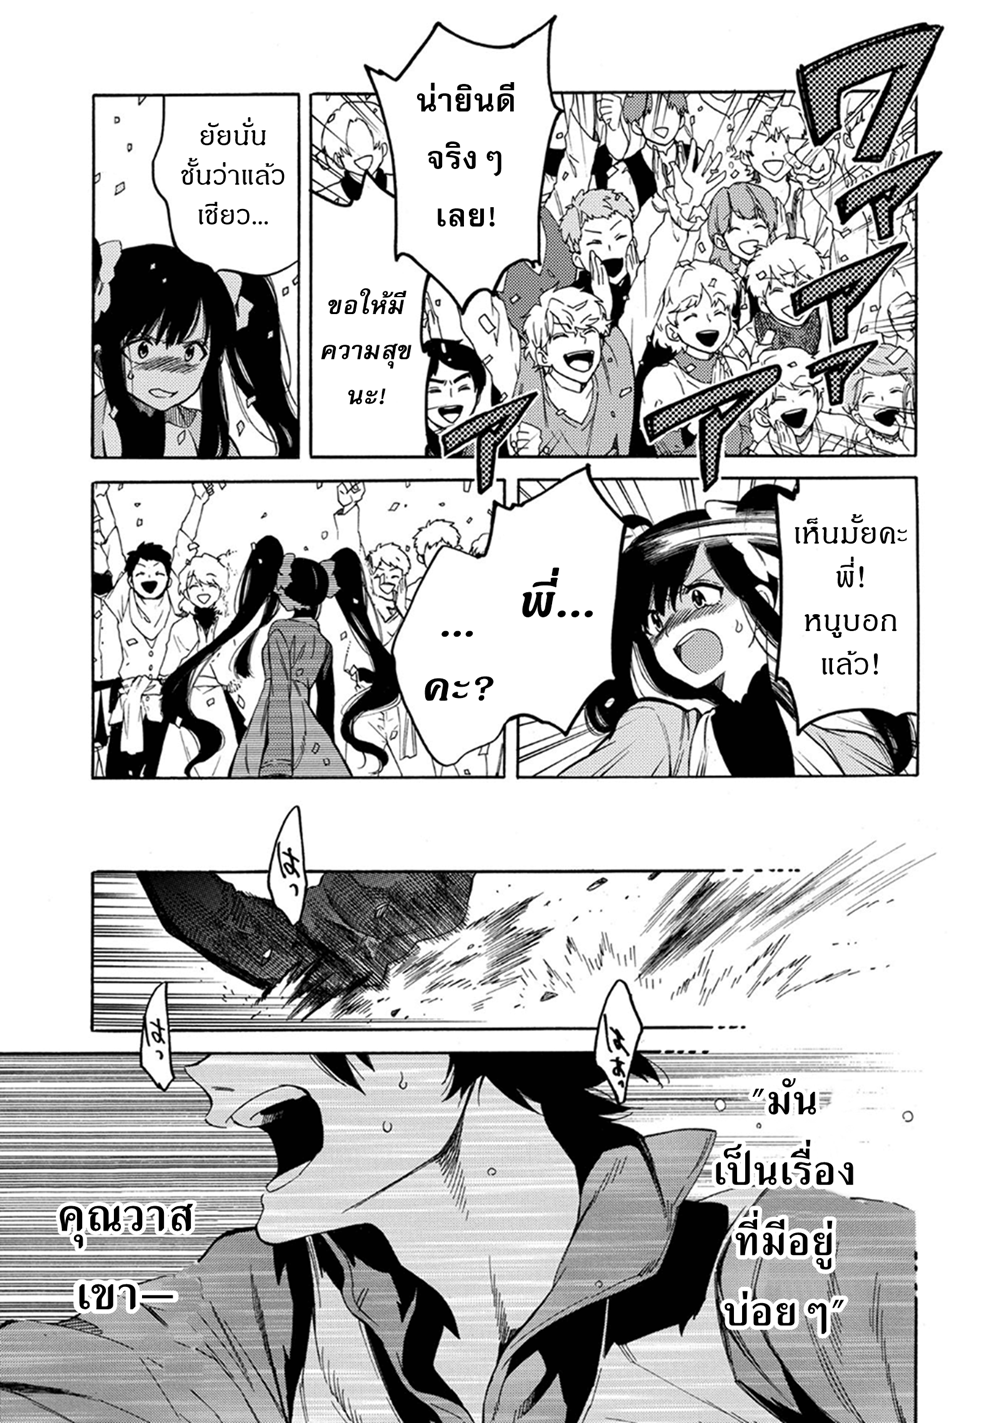 น่ายินดี
จริงๆ
เลย!
ワ
ァ
ァ
ァ
ァ
ขอให้มี
ความสุข
นะ!
ยัยนั่น
ชั้นว่าแล้ว
เชียว...
เห็นมั้ยคะ
พี่!
หนูบอก
แล้ว!
พี่...
...
คะ?
はっ
はっ
はぁっ
"มัน
เป็นเรื่อง
ที่มีอยู่
บ่อยๆ"
คุณวาส
เขา—